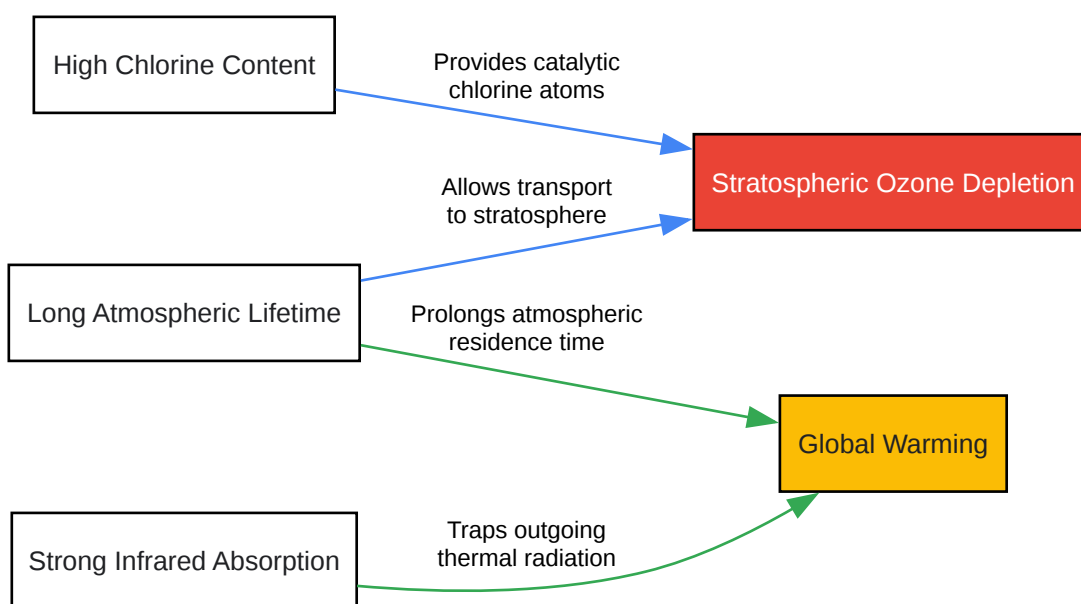 High Chlorine Content
Provides catalytic
chlorine atoms
Stratospheric Ozone Depletion
Allows transport
to stratosphere
Long Atmospheric Lifetime
Prolongs atmospheric
residence time
Global Warming
Strong Infrared Absorption
Traps outgoing
thermal radiation